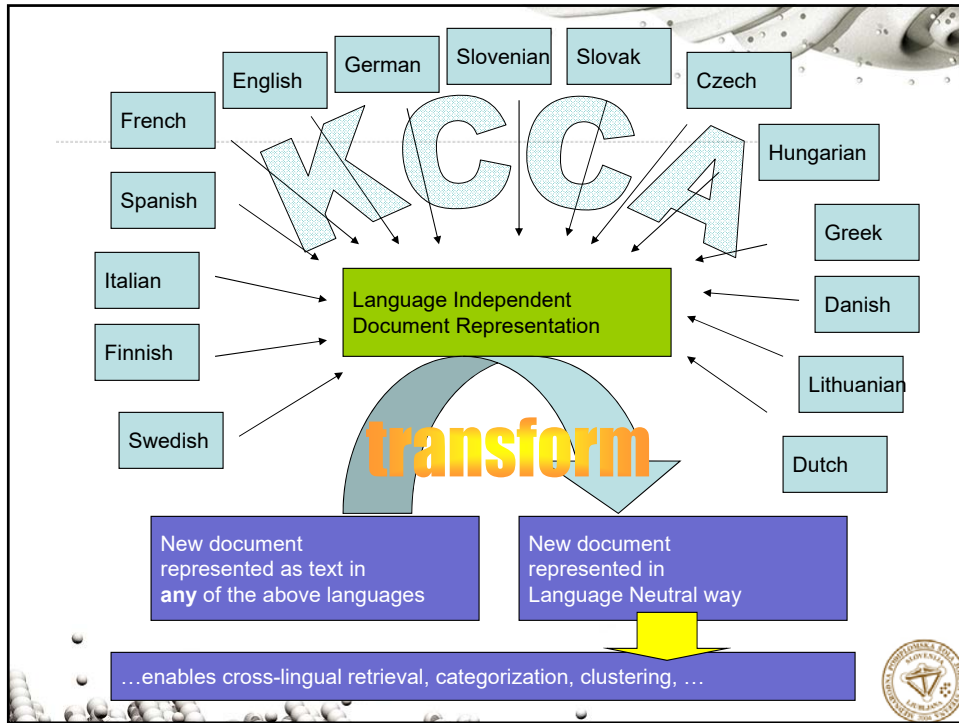 English
German
Slovenian
Slovak
Czech
French
Hungarian
Spanish
Greek
Italian
Danish
Finnish
Lithuanian
Swedish
Dutch
KCCA
Language Independent
Document Representation
transform
New document
represented as text in
any of the above languages
New document
represented in
Language Neutral way
…enables cross-lingual retrieval, categorization, clustering, …
SLOVENIJA
LJUBLJANA